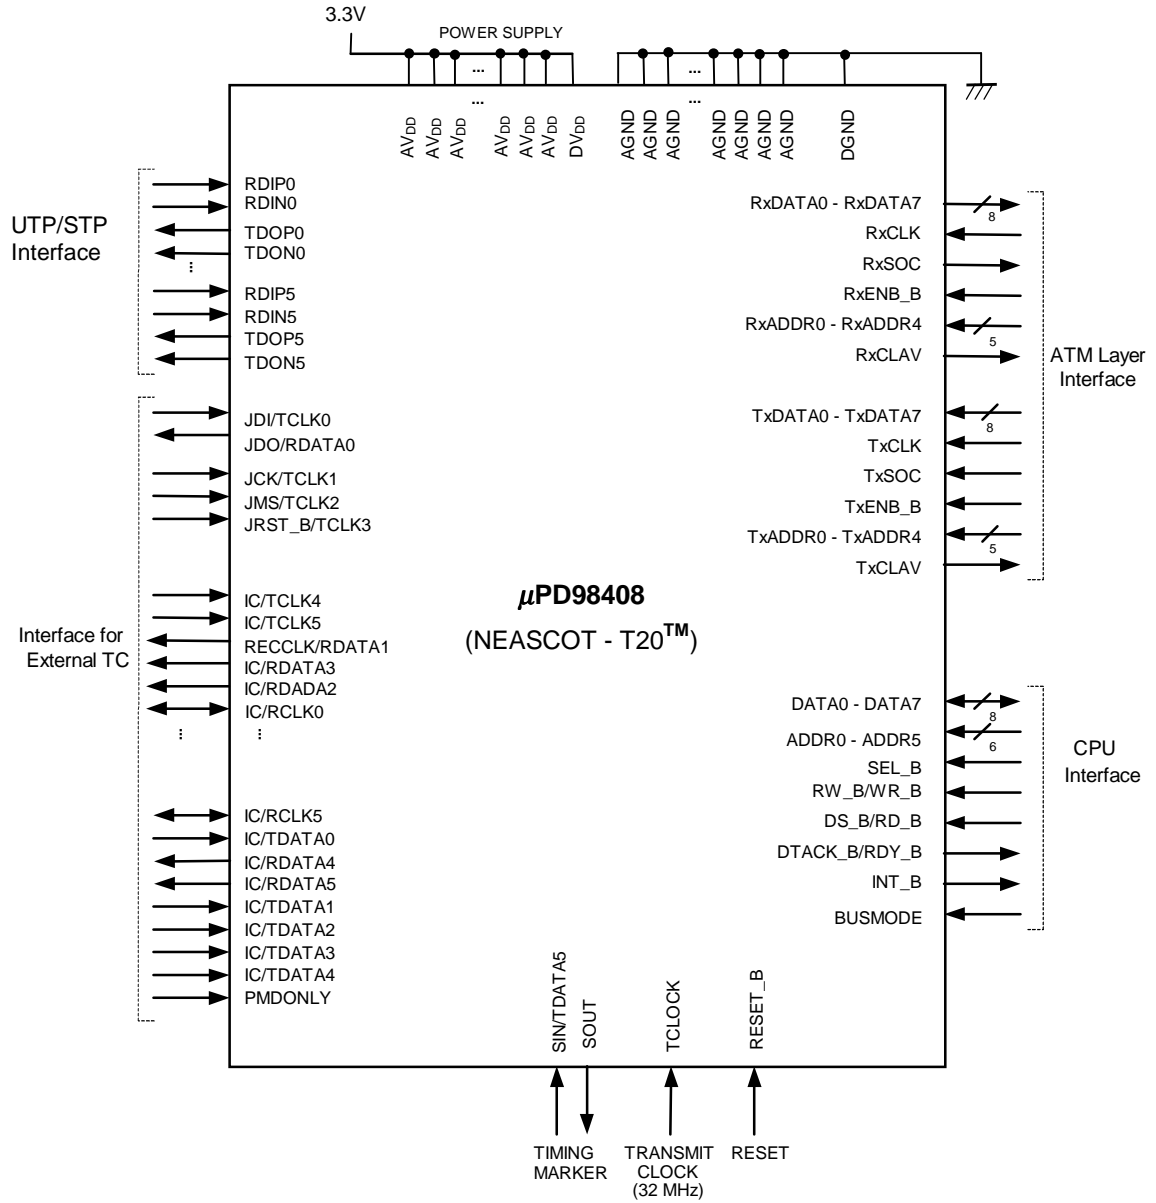 3.3V
POWER SUPPLY
...
...
...
...
AVDD
AVDD
AVDD
AVDD
AVDD
AVDD
DVDD
AGND
AGND
AGND
AGND
AGND
AGND
AGND
DGND
UTP/STP
Interface
RDIP0
RDIN0
TDOP0
TDON0
...
RDIP5
RDIN5
TDOP5
TDON5
Interface for
External TC
JDI/TCLK0
JDO/RDATA0
JCK/TCLK1
JMS/TCLK2
JRST_B/TCLK3
IC/TCLK4
IC/TCLK5
RECCLK/RDATA1
IC/RDATA3
IC/RDADA2
IC/RCLK0
... ...
IC/RCLK5
IC/TDATA0
IC/RDATA4
IC/RDATA5
IC/TDATA1
IC/TDATA2
IC/TDATA3
IC/TDATA4
PMDONLY
µPD98408
(NEASCOT - T20TM)
RxDATA0 - RxDATA7
8
RxCLK
RxSOC
RxENB_B
RxADDR0 - RxADDR4
5
RxCLAV
TxDATA0 - TxDATA7
8
TxCLK
TxSOC
TxENB_B
TxADDR0 - TxADDR4
5
TxCLAV
ATM Layer
Interface
DATA0 - DATA7
8
ADDR0 - ADDR5
6
SEL_B
RW_B/WR_B
DS_B/RD_B
DTACK_B/RDY_B
INT_B
BUSMODE
CPU
Interface
SIN/TDATA5
SOUT
TCLOCK
RESET_B
TIMING
MARKER
TRANSMIT
CLOCK
(32 MHz)
RESET